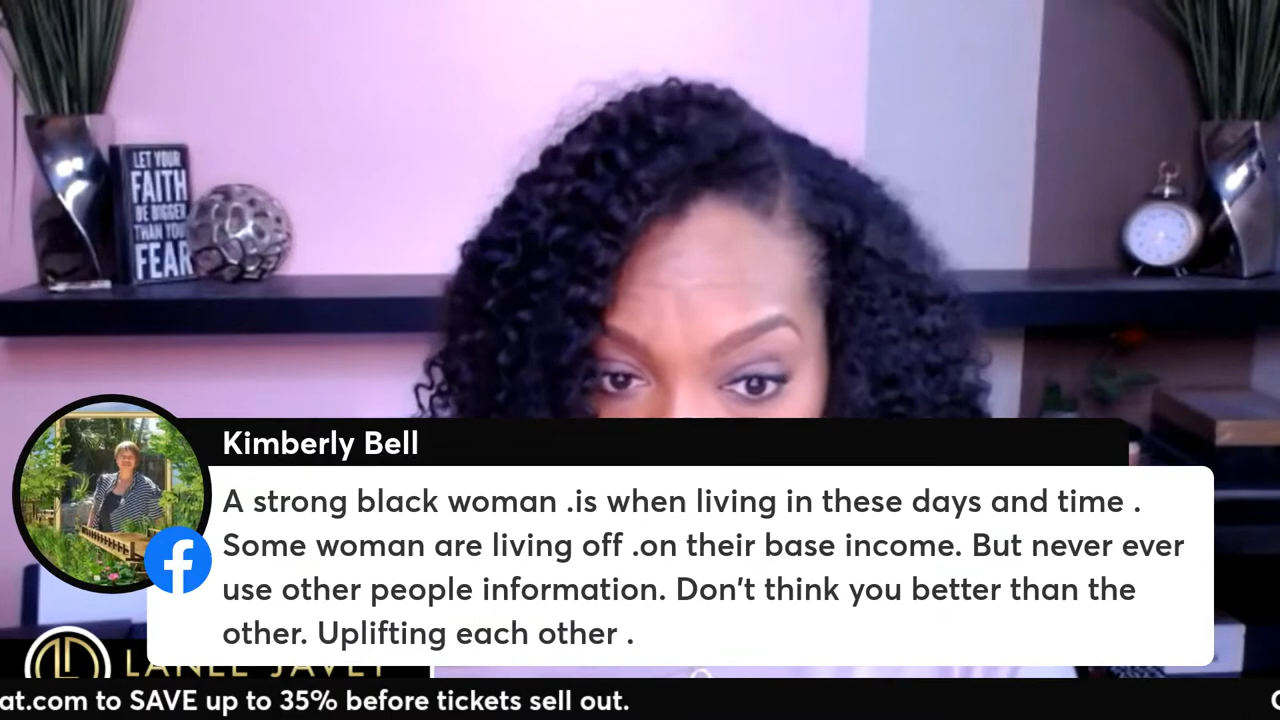 LET YOUR
FAITH
BE BIGGER
THAN YOUR
FEAR
Kimberly Bell
A strong black woman .is when living in these days and time .
Some woman are living off .on their base income. But never ever
use other people information. Don't think you better than the
other. Uplifting each other .
at.com to SAVE up to 35% before tickets sell out.